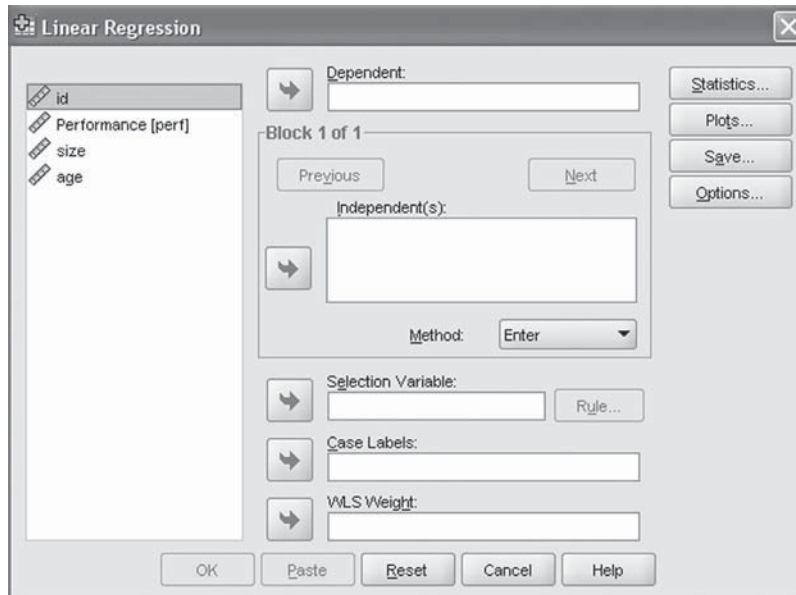 Linear Regression
id
Performance [perf]
size
age
Dependent:
Block 1 of 1
Previous
Next
Independent(s):
Method:
Enter
Selection Variable:
Rule...
Case Labels:
WLS Weight:
Statistics...
Plots...
Save...
Options...
OK
Paste
Reset
Cancel
Help